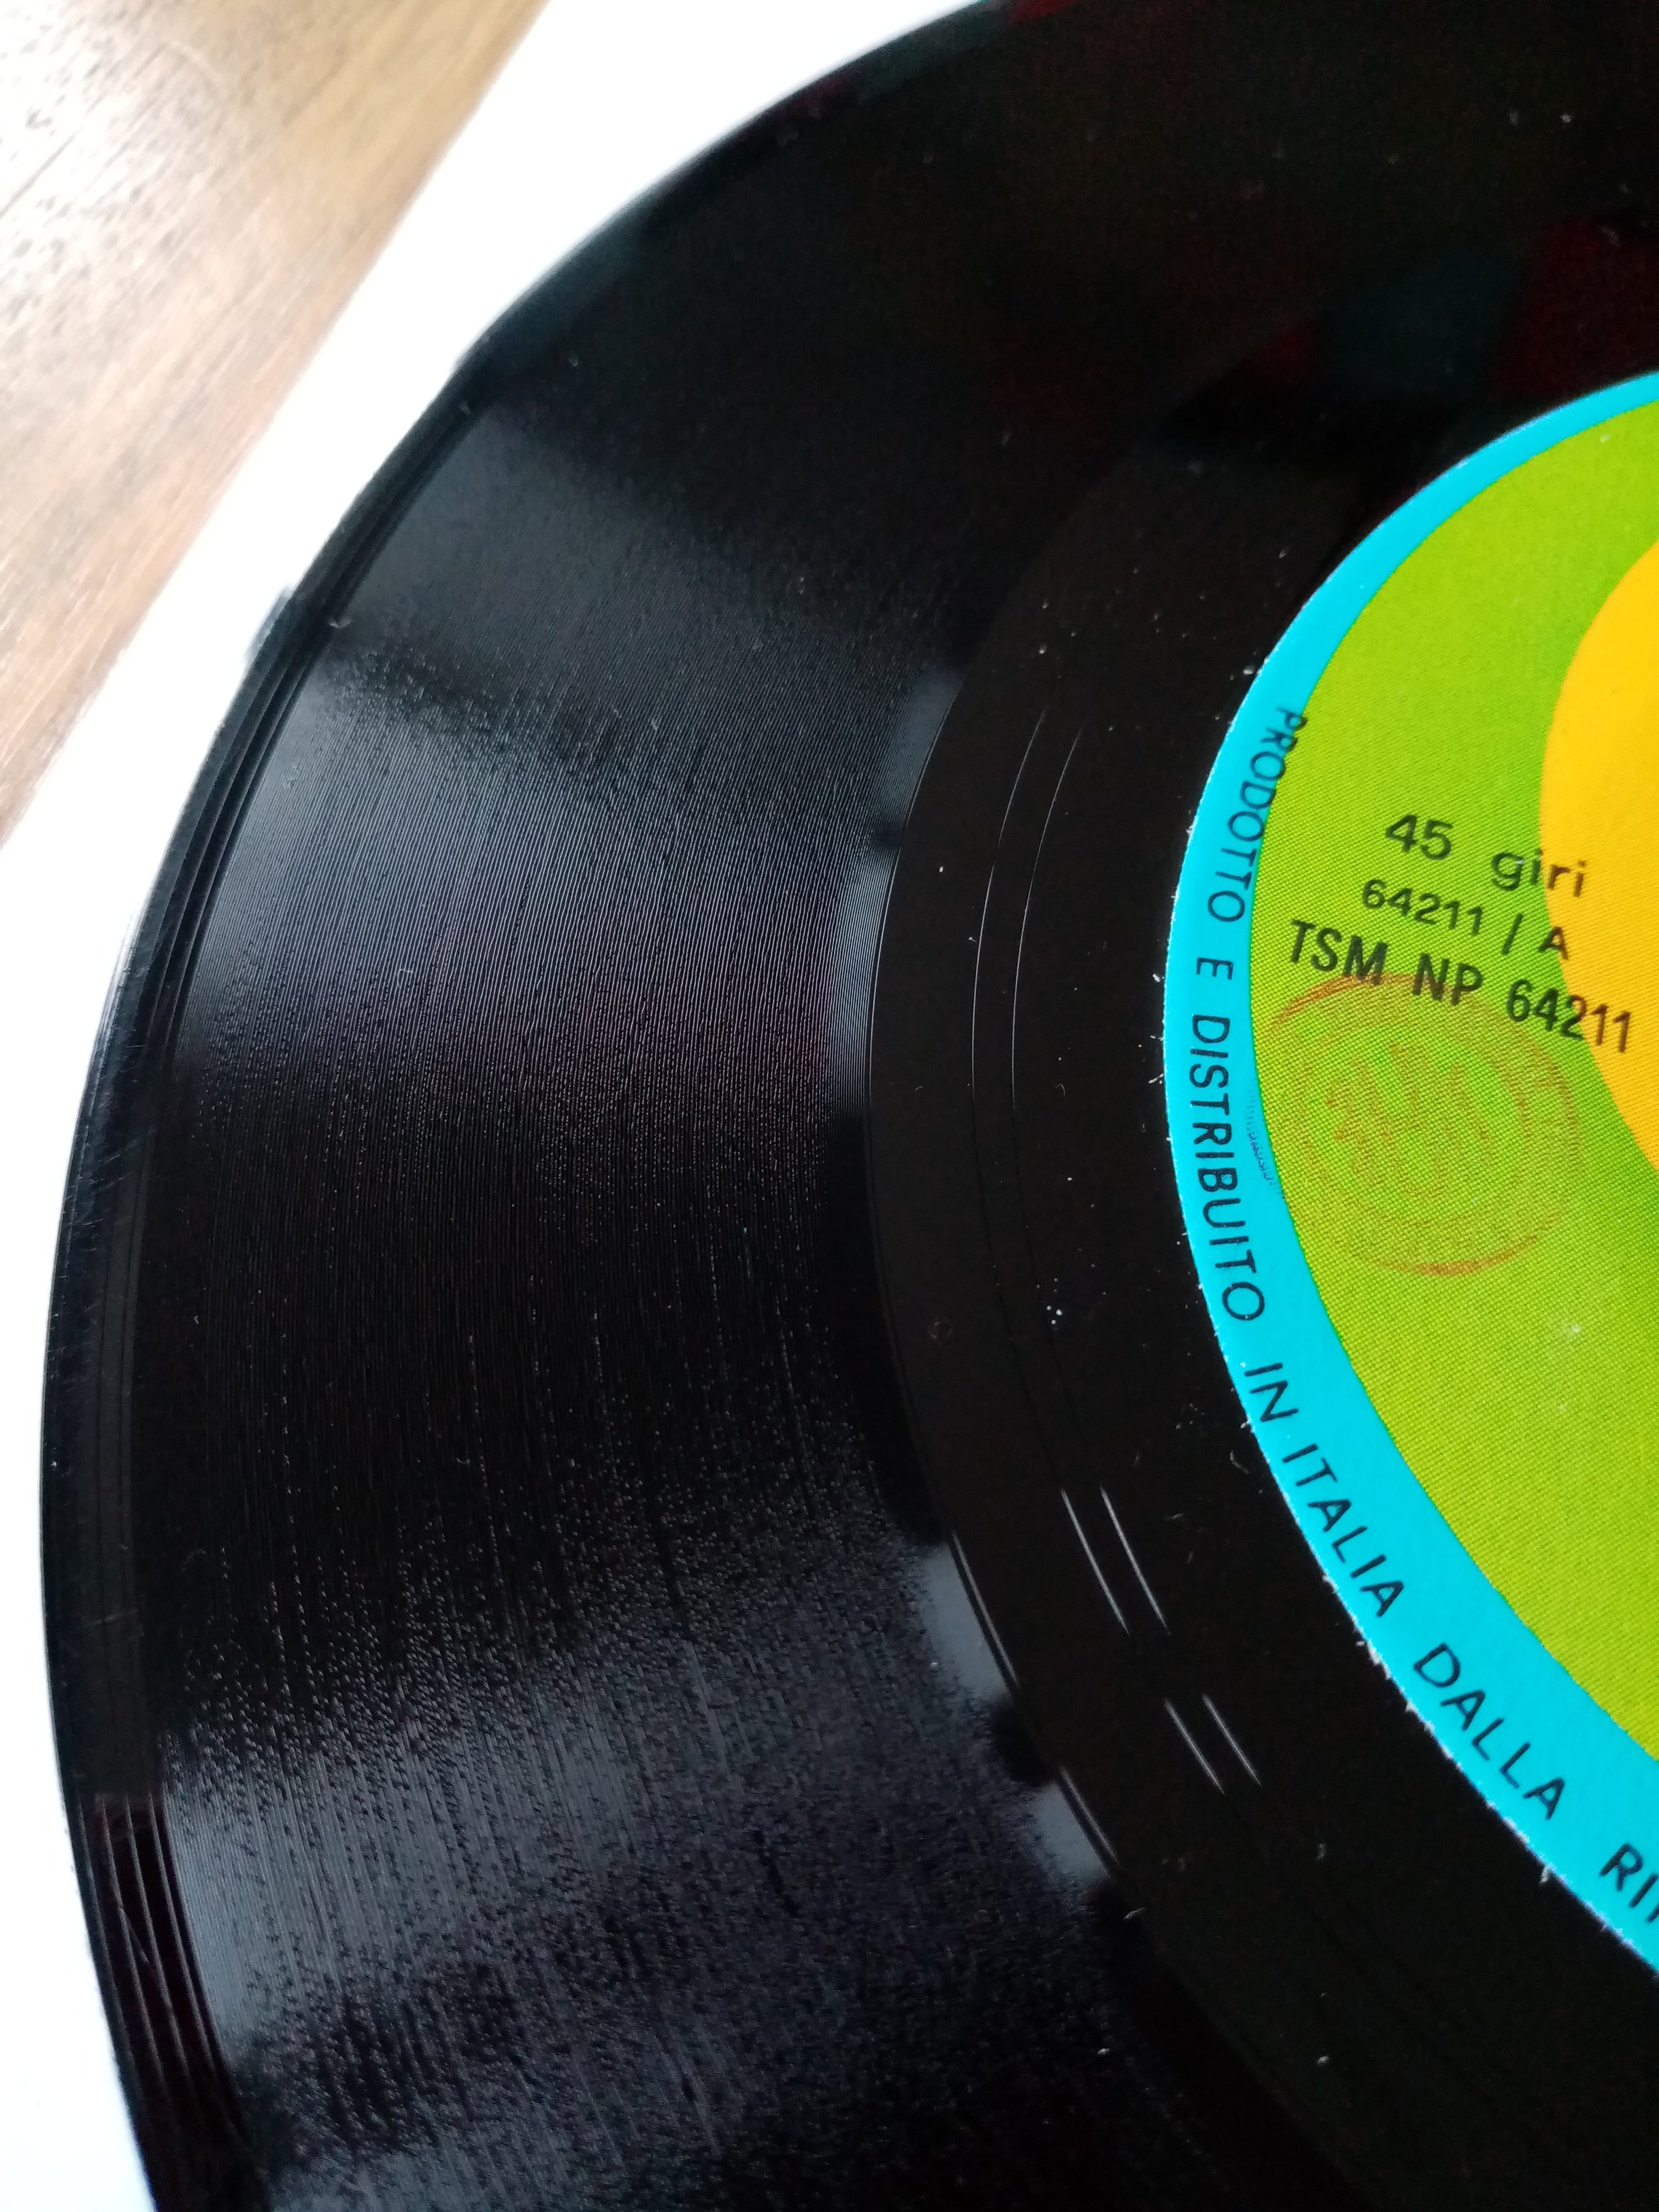 45 giri
64211 / A
TSM NP 64211
PRODOTTO E DISTRIBUITO IN ITALIA DALLA